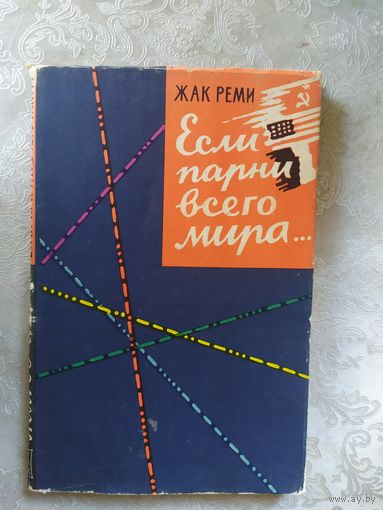 ЖАК РЕМИ
Если
парни
всего
мира...
www.ay.by